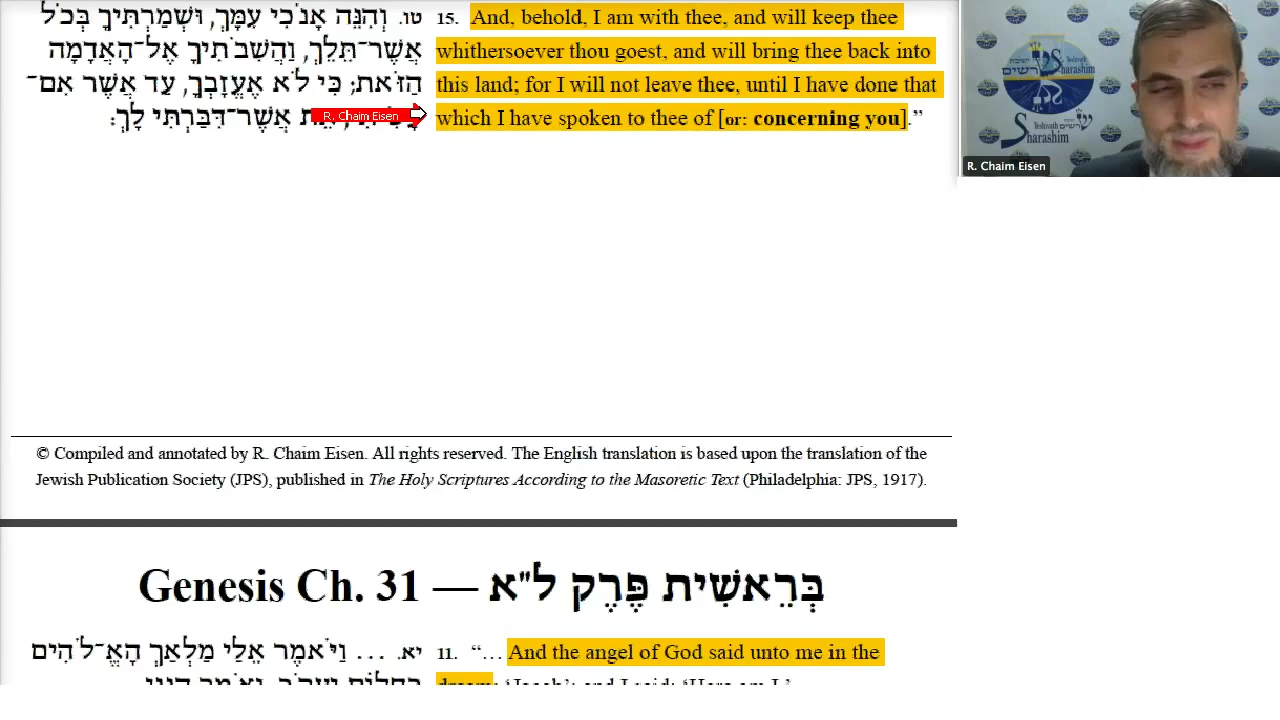 טו. וְהִנֵּה אָנֹכִי עִמָּךְ, וּשְׁמַרְתִּיךָ בְּכֹל
אֲשֶׁר־תֵּלֵךְ, וַהֲשִׁבֹתִיךָ אֶל־הָאֲדָמָה
הַזֹּאת; כִּי לֹא אֶעֱזָבְךָ, עַד אֲשֶׁר אִם־
אֲשֶׁר־דִּבַּרְתִּי לָךְ:
R. Chaim Eisen
15. And, behold, I am with thee, and will keep thee
whithersoever thou goest, and will bring thee back into
this land; for I will not leave thee, until I have done that
which I have spoken to thee of [or: concerning you].”
Yeshivath
Sharashim
ישיבת
שרשים
Yeshivath
Sharashim
R. Chaim Eisen
© Compiled and annotated by R. Chaim Eisen. All rights reserved. The English translation is based upon the translation of the
Jewish Publication Society (JPS), published in The Holy Scriptures According to the Masoretic Text (Philadelphia: JPS, 1917).
Genesis Ch. 31 — בְּרֵאשִׁית פֶּרֶק ל"א
יא. ... וַיֹּאמֶר אֵלַי מַלְאַךְ הָאֱ־לֹהִים
11. “... And the angel of God said unto me in the